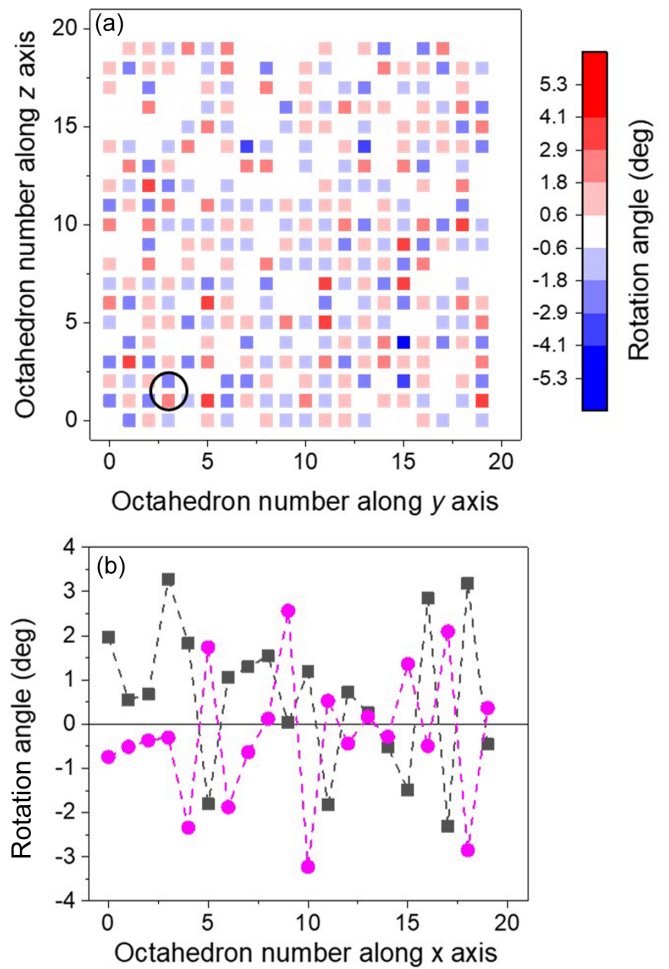 (a)
20
15
10
5
0
Octahedron number along z axis
0 5 10 15 20
Octahedron number along y axis
5.3
4.1
2.9
1.8
0.6
-0.6
-1.8
-2.9
-4.1
-5.3
Rotation angle (deg)
(b)
4
3
2
1
0
-1
-2
-3
-4
Rotation angle (deg)
0 5 10 15 20
Octahedron number along x axis